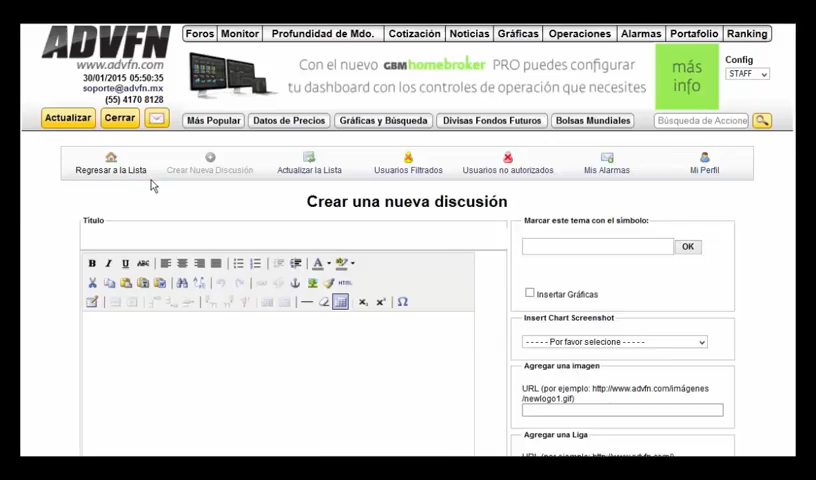 ADVFN
www.advfn.com
30/01/2015 05:50:35
soporte@advfn.mx
(55) 4170 8128
Foros Monitor Profundidad de Mdo. Cotización Noticias Gráficas Operaciones Alarmas Portafolio Ranking
Con el nuevo GBMhomebroker PRO puedes configurar
tu dashboard con los controles de operación que necesites
más
info
Config
STAFF
Actualizar Cerrar
Más Popular Datos de Precios Gráficas y Búsqueda Divisas Fondos Futuros Bolsas Mundiales Búsqueda de Accione
Regresar a la Lista Crear Nueva Discusión Actualizar la Lista Usuarios Filtrados Usuarios no autorizados Mis Alarmas Mi Perfil
Crear una nueva discusión
Título
B I U ABC
A
HTML
x₂ x² Ω
Marcar este tema con el símbolo:
OK
Insertar Gráficas
Insert Chart Screenshot
- - - - - Por favor selecione - - - - -
Agregar una imagen
URL (por ejemplo: http://www.advfn.com/imágenes
/newlogo1.gif)
Agregar una Liga